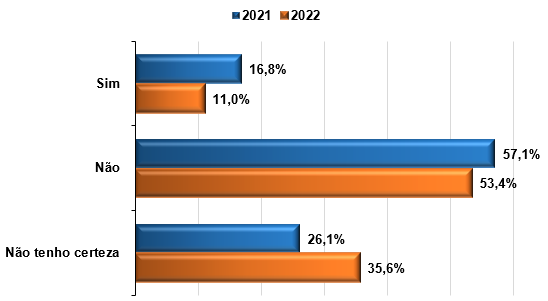 2021 2022
Sim
16,8%
11,0%
Não
57,1%
53,4%
Não tenho certeza
26,1%
35,6%